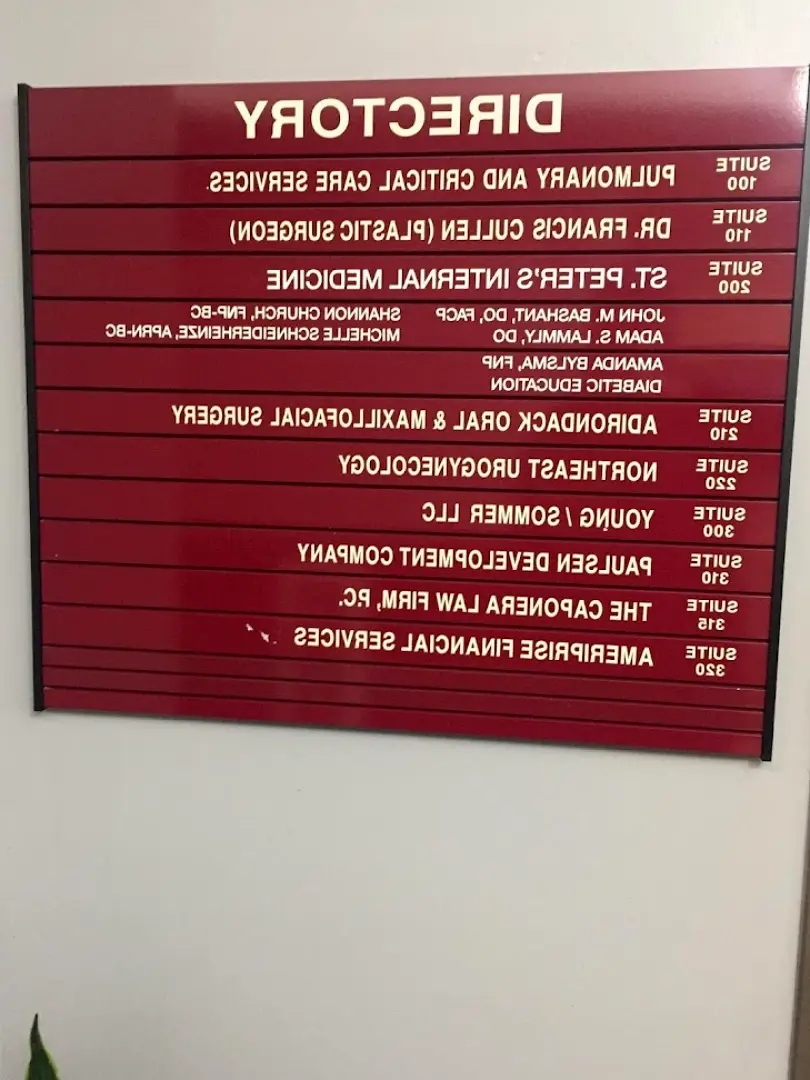 DIRECTORY
SUITE 100 PULMONARY AND CRITICAL CARE SERVICES
SUITE 110 DR. FRANCIS CULLEN (PLASTIC SURGEON)
SUITE 200 ST. PETER'S INTERNAL MEDICINE
JOHN M. BASHANT, DO, FACP SHANNON CHURCH, FNP-BC
ADAM S. LAMMLY, DO MICHELLE SCHNEIDERHEINZE, APRN-BC
AMANDA BYLSMA, FNP
DIABETIC EDUCATION
SUITE 210 ADIRONDACK ORAL & MAXILLOFACIAL SURGERY
SUITE 220 NORTHEAST UROGYNECOLOGY
SUITE 300 YOUNG / SOMMER LLC
SUITE 310 PAULSEN DEVELOPMENT COMPANY
SUITE 315 THE CAPONERA LAW FIRM, P.C.
SUITE 320 AMERIPRISE FINANCIAL SERVICES